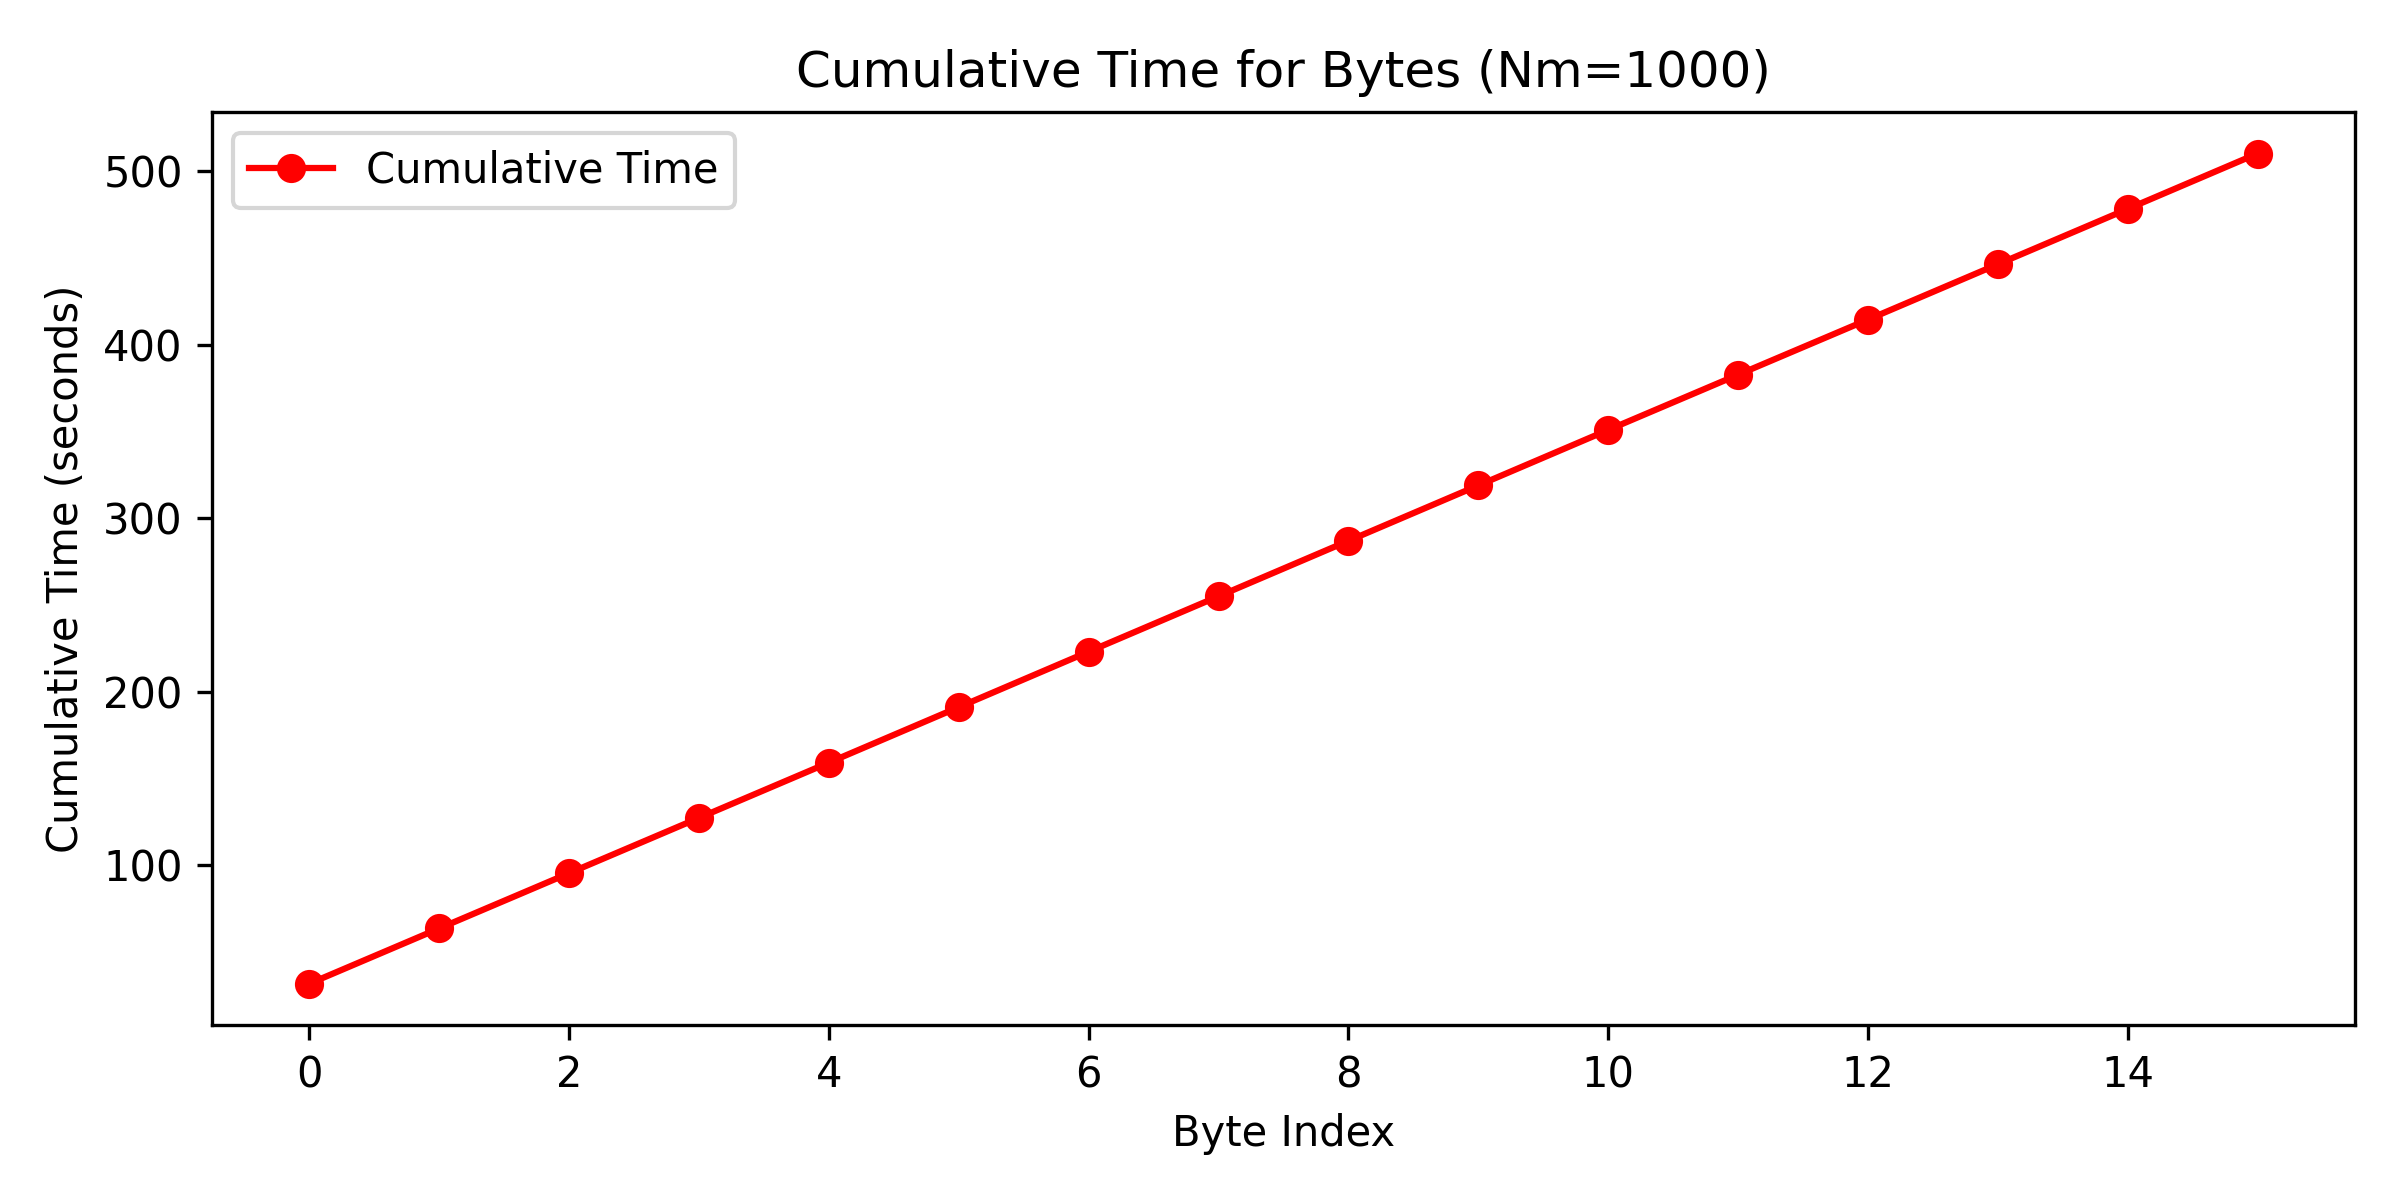 Cumulative Time for Bytes (Nm=1000)
Cumulative Time
500
400
300
200
100
Cumulative Time (seconds)
0 2 4 6 8 10 12 14
Byte Index